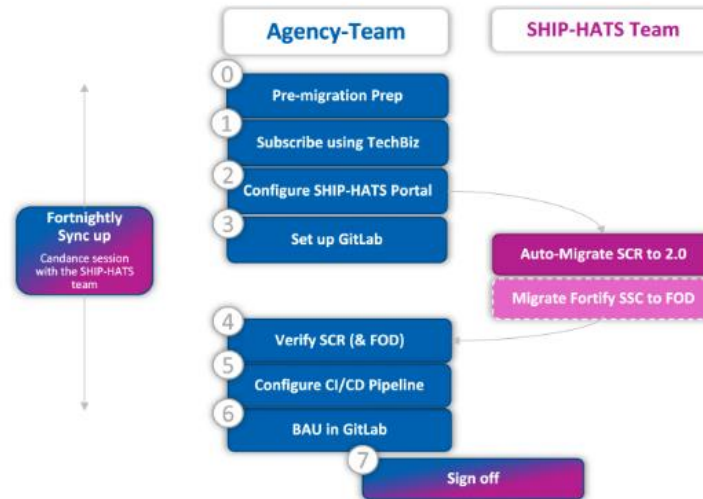 Agency-Team
SHIP-HATS Team
0
Pre-migration Prep
1
Subscribe using TechBiz
2
Configure SHIP-HATS Portal
3
Set up GitLab
Fortnightly
Sync up
Candance session
with the SHIP-HATS
team
Auto-Migrate SCR to 2.0
Migrate Fortify SSC to FOD
4
Verify SCR (& FOD)
5
Configure CI/CD Pipeline
6
BAU in GitLab
7
Sign off